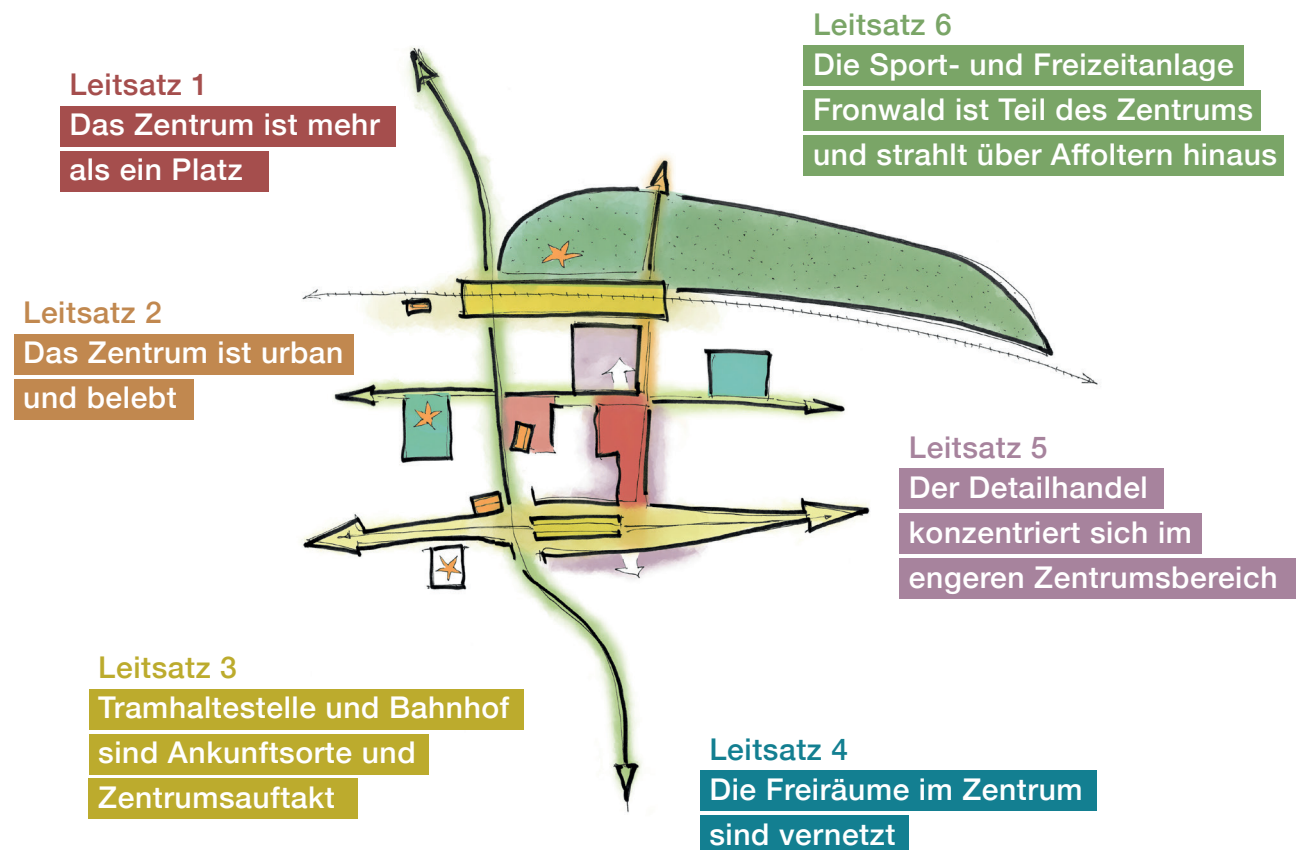 Leitsatz 1
Das Zentrum ist mehr
als ein Platz
Leitsatz 6
Die Sport- und Freizeitanlage
Fronwald ist Teil des Zentrums
und strahlt über Affoltern hinaus
Leitsatz 2
Das Zentrum ist urban
und belebt
Leitsatz 5
Der Detailhandel
konzentriert sich im
engeren Zentrumsbereich
Leitsatz 3
Tramhaltestelle und Bahnhof
sind Ankunftsorte und
Zentrumsauftakt
Leitsatz 4
Die Freiräume im Zentrum
sind vernetzt